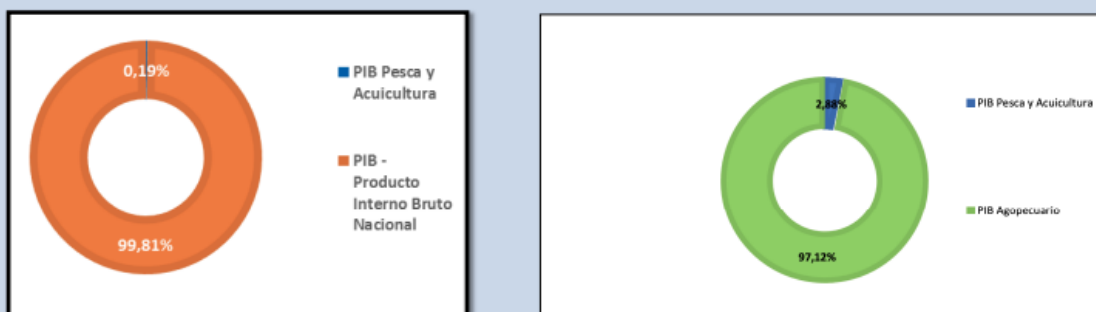 0,19%
99,81%
PIB Pesca y
Acuicultura
PIB -
Producto
Interno Bruto
Nacional
2,88%
97,12%
PIB Pesca y Acuicultura
PIB Agopecuario